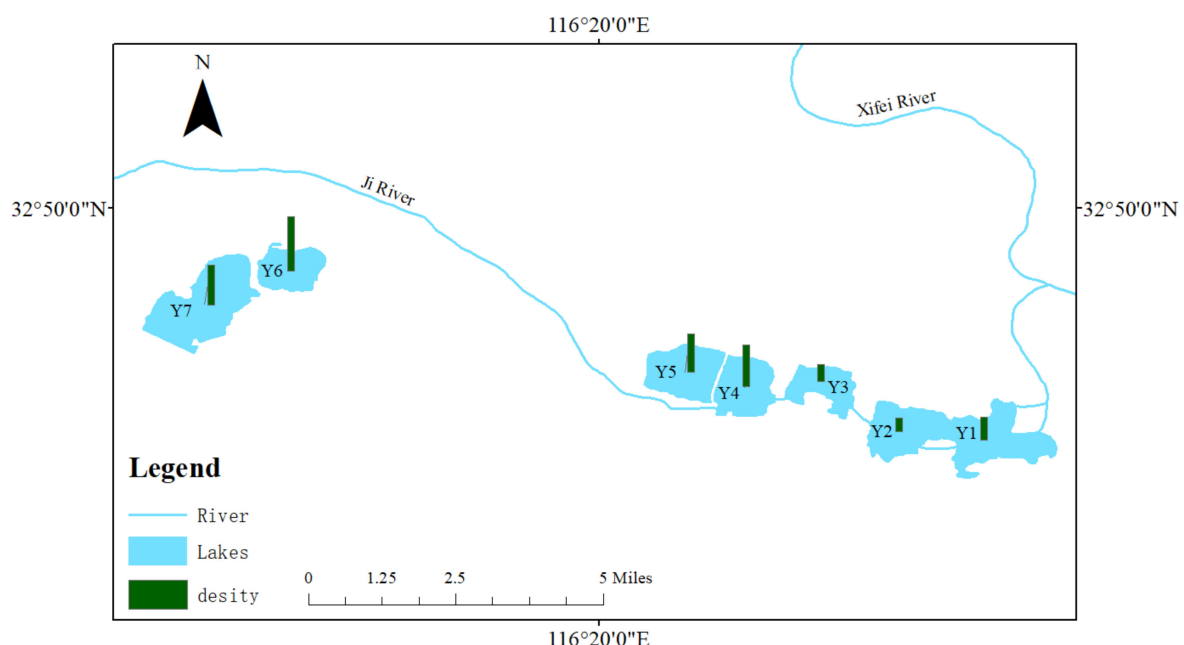 116°20'0"E
N
Xifei River
Ji River
32°50'0"N
32°50'0"N
Y6
Y7
Y5
Y4
Y3
Y2
Y1
Legend
River
Lakes
desity
0 1.25 2.5 5 Miles
116°20'0"E